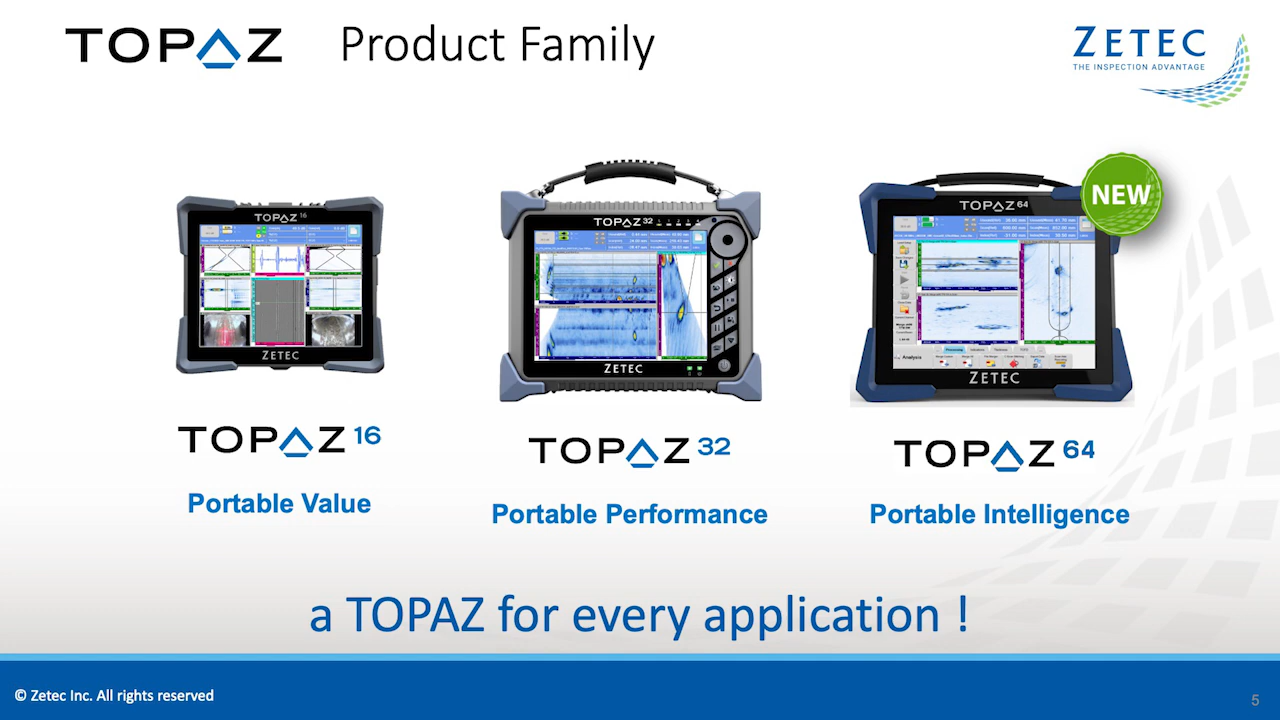 TOPAZ Product Family
ZETEC
THE INSPECTION ADVANTAGE
NEW
TOPAZ 16
TOPAZ 32
TOPAZ 64
Analysis
ZETEC
ZETEC
ZETEC
TOPAZ 16
TOPAZ 32
TOPAZ 64
Portable Value
Portable Performance
Portable Intelligence
a TOPAZ for every application !
© Zetec Inc. All rights reserved
5